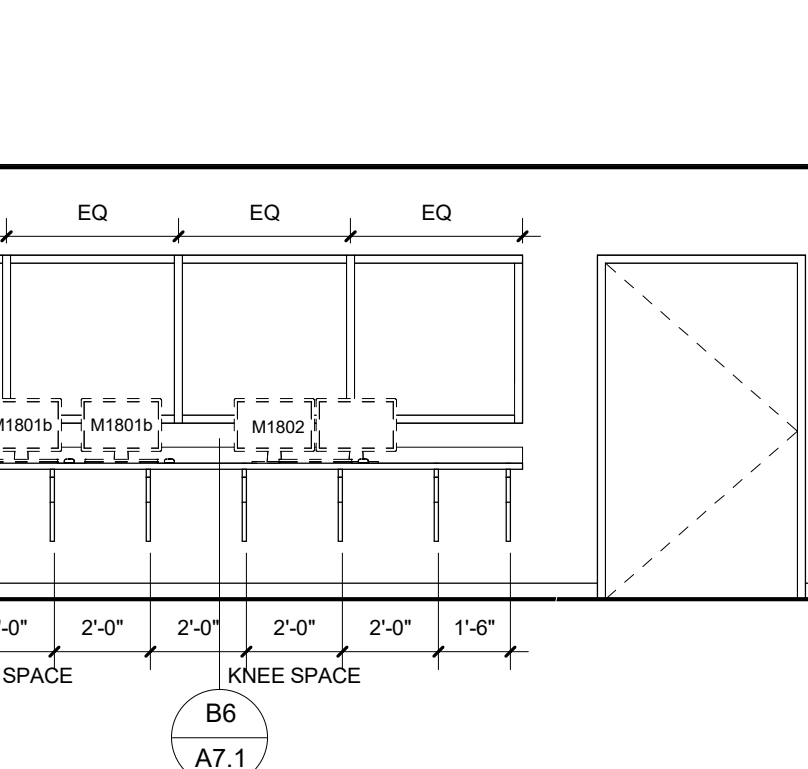 EQ EQ EQ
M1801b M1801b M1802
'-0" 2'-0" 2'-0" 2'-0" 2'-0" 1'-6"
SPACE KNEE SPACE
B6
A7.1